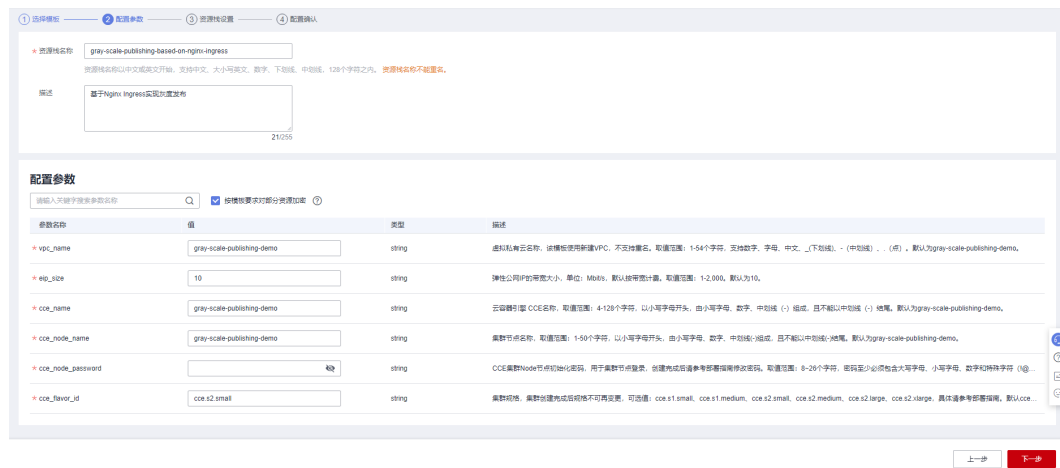 1 选择模板 2 配置参数 3 资源栈设置 4 配置确认
* 资源栈名称 gray-scale-publishing-based-on-nginx-ingress
资源栈名称以中文或英文开始，支持中文、大小写英文、数字、下划线、中划线，128个字符之内。 资源栈名称不能重名。
描述 基于Nginx Ingress实现灰度发布
21/255
配置参数
请输入关键字搜索参数名称 按模板要求对部分资源加密
参数名称 值 类型 描述
* vpc_name gray-scale-publishing-demo string 虚拟私有云名称，该模板使用新建VPC，不支持重名。取值范围：1-54个字符，支持数字、字母、中文、_(下划线)、-（中划线）、.（点）。默认为gray-scale-publishing-demo。
* eip_size 10 string 弹性公网IP的带宽大小，单位：Mbit/s，默认按带宽计费。取值范围：1-2,000。默认为10。
* cce_name gray-scale-publishing-demo string 云容器引擎 CCE名称，取值范围：4-128个字符，以小写字母开头，由小写字母、数字、中划线（-）组成，且不能以中划线（-）结尾。默认为gray-scale-publishing-demo。
* cce_node_name gray-scale-publishing-demo string 集群节点名称，取值范围：1-50个字符，以小写字母开头，由小写字母、数字、中划线(-)组成，且不能以中划线(-)结尾。默认为gray-scale-publishing-demo。
* cce_node_password string CCE集群Node节点初始化密码，用于集群节点登录，创建完成后请参考部署指南修改密码。取值范围：8-26个字符，密码至少必须包含大写字母、小写字母、数字和特殊字符（!@...
* cce_flavor_id cce.s2.small string 集群规格，集群创建完成后规格不可再变更，可选值：cce.s1.small、cce.s1.medium、cce.s2.small、cce.s2.medium、cce.s2.large、cce.s2.xlarge，具体请参考部署指南。默认cce...
上一步 下一步